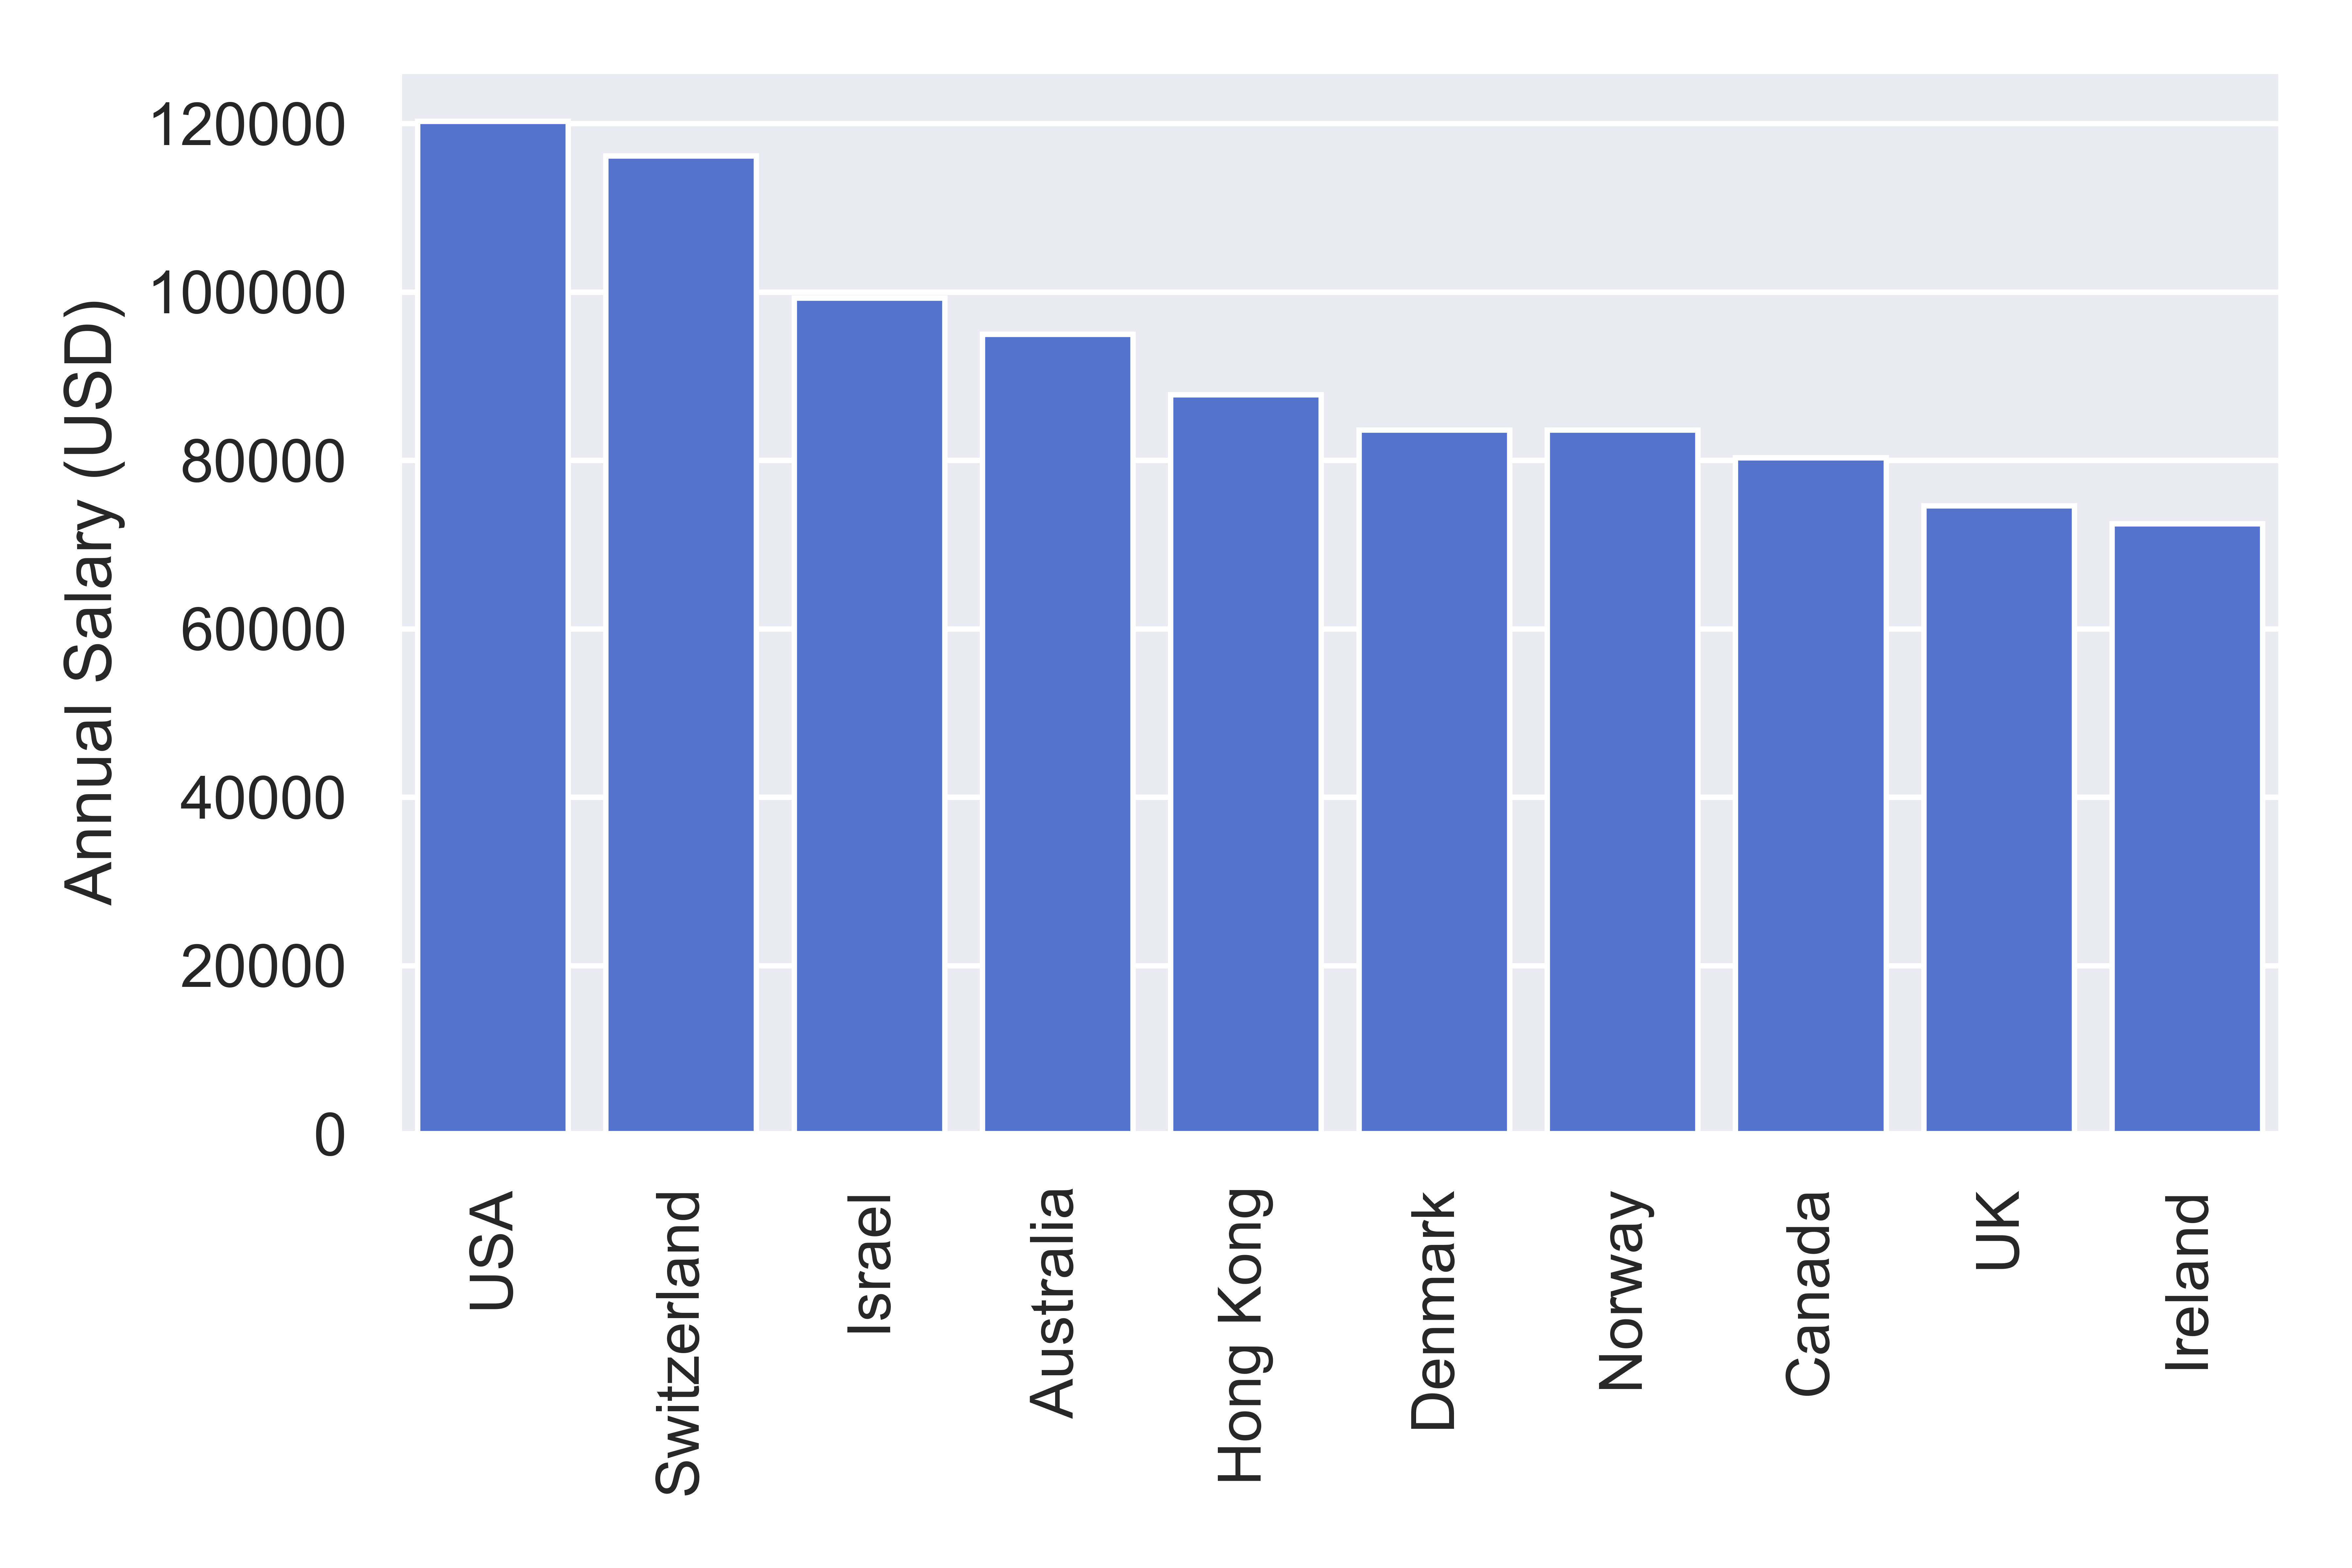 Annual Salary (USD)
120000
100000
80000
60000
40000
20000
0
USA
Switzerland
Israel
Australia
Hong Kong
Denmark
Norway
Canada
UK
Ireland